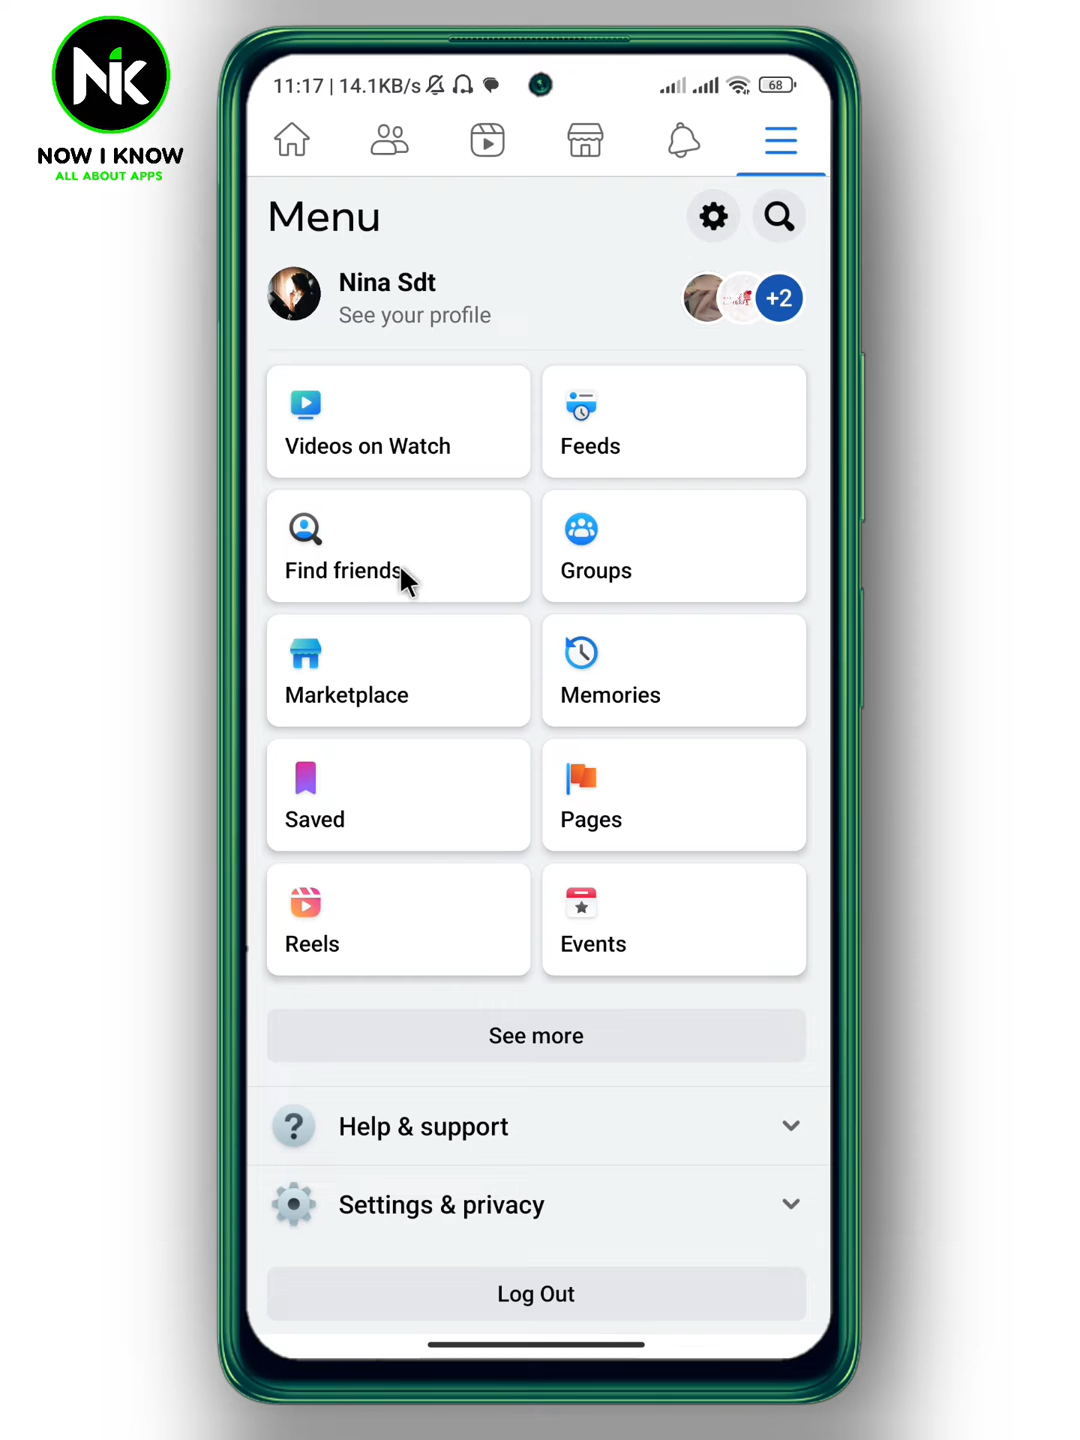 NiK
NOW I KNOW
ALL ABOUT APPS
11:17 | 14.1KB/s 68
Menu
Nina Sdt
See your profile
+2
Videos on Watch
Feeds
Find friends
Groups
Marketplace
Memories
Saved
Pages
Reels
Events
See more
Help & support
Settings & privacy
Log Out